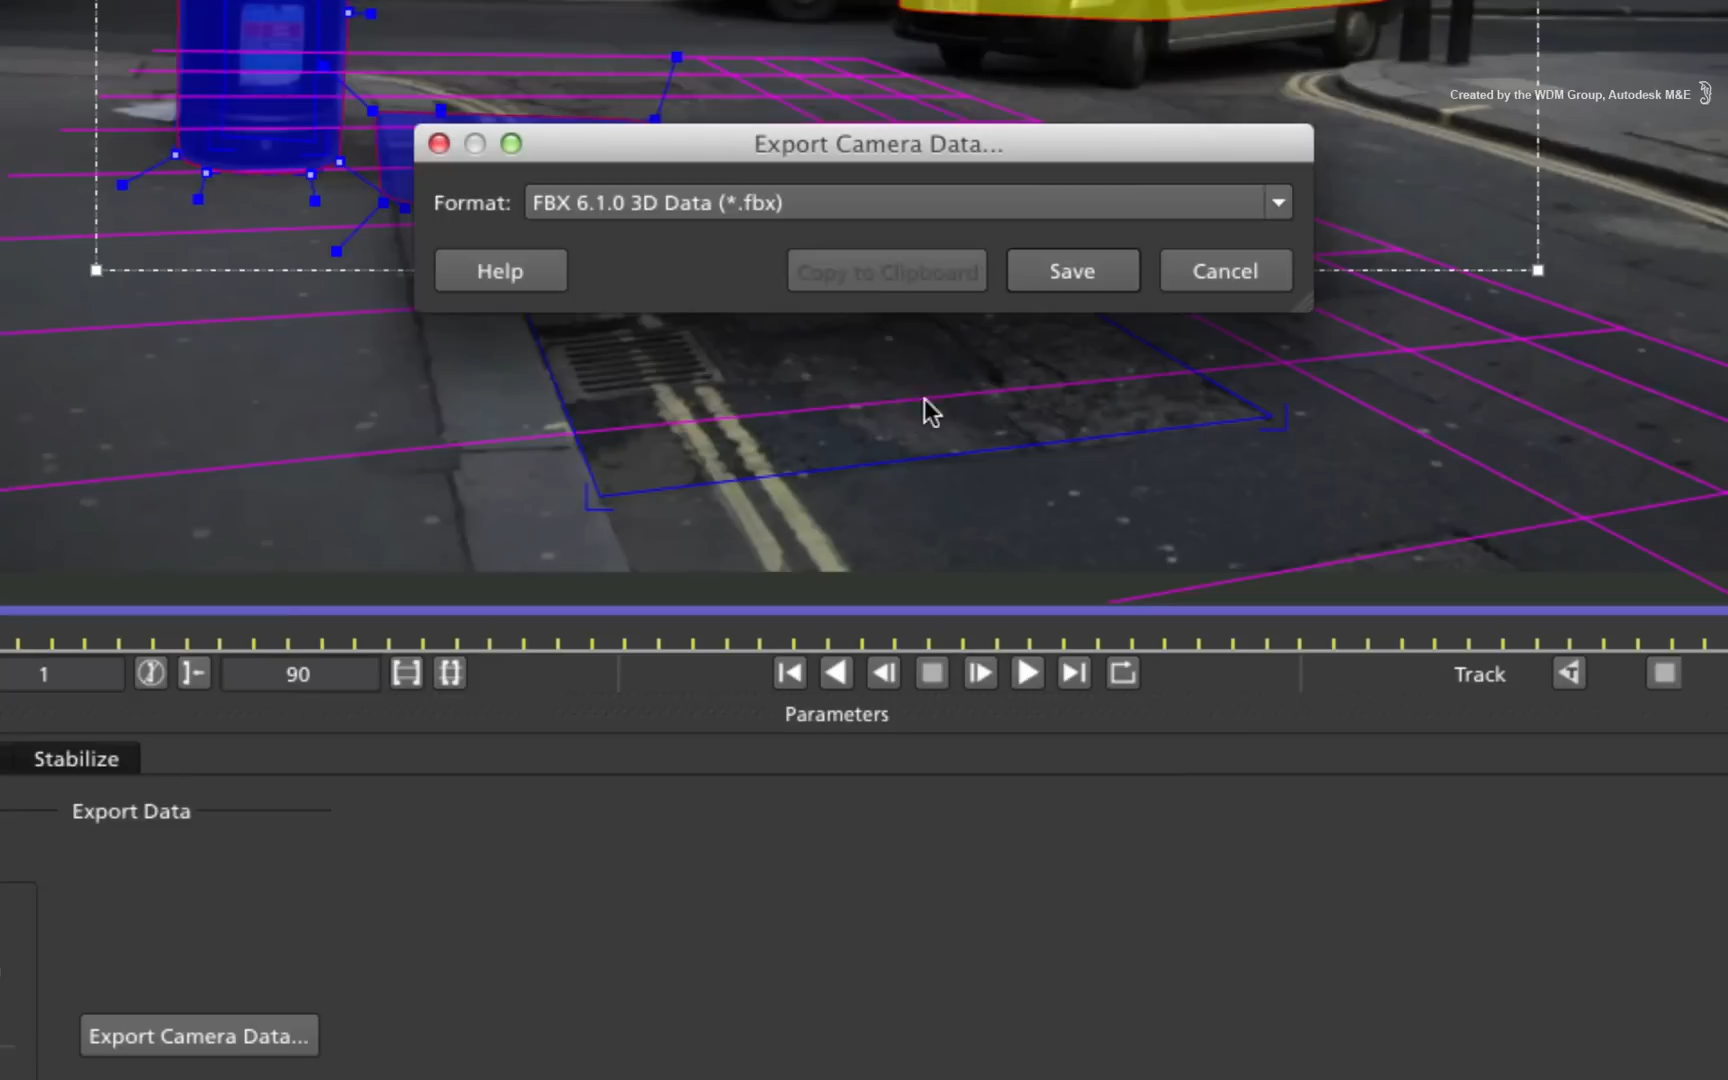 Created by the WDM Group, Autodesk M&E
Export Camera Data...
Format: FBX 6.1.0 3D Data (*.fbx)
Help
Copy to Clipboard
Save
Cancel
1
90
Track
Parameters
Stabilize
Export Data
Export Camera Data...